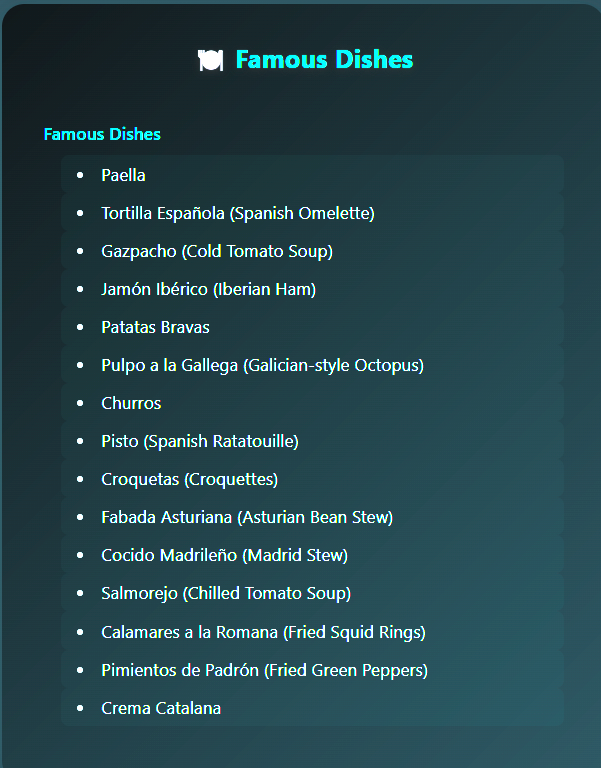 Famous Dishes
Famous Dishes
Paella
Tortilla Española (Spanish Omelette)
Gazpacho (Cold Tomato Soup)
Jamón Ibérico (Iberian Ham)
Patatas Bravas
Pulpo a la Gallega (Galician-style Octopus)
Churros
Pisto (Spanish Ratatouille)
Croquetas (Croquettes)
Fabada Asturiana (Asturian Bean Stew)
Cocido Madrileño (Madrid Stew)
Salmorejo (Chilled Tomato Soup)
Calamares a la Romana (Fried Squid Rings)
Pimientos de Padrón (Fried Green Peppers)
Crema Catalana